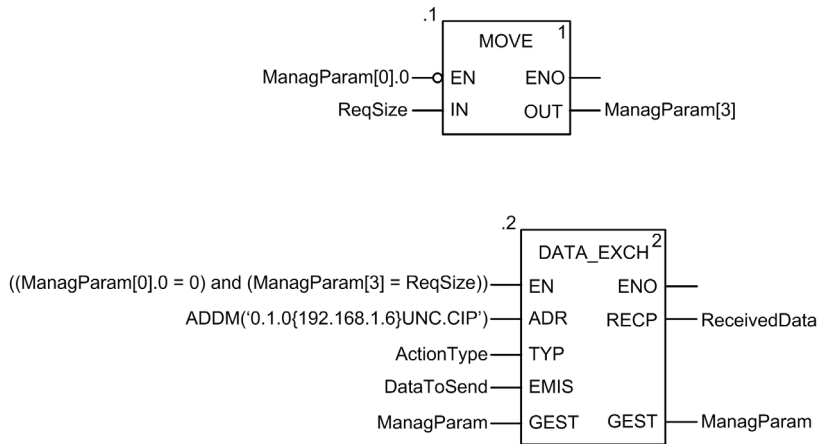 .1
MOVE 1
ManagParam[0].0 EN ENO
ReqSize IN OUT ManagParam[3]
.2
DATA_EXCH 2
((ManagParam[0].0 = 0) and (ManagParam[3] = ReqSize)) EN ENO
ADDM(‘0.1.0{192.168.1.6}UNC.CIP’) ADR RECP ReceivedData
ActionType TYP
DataToSend EMIS
ManagParam GEST GEST ManagParam